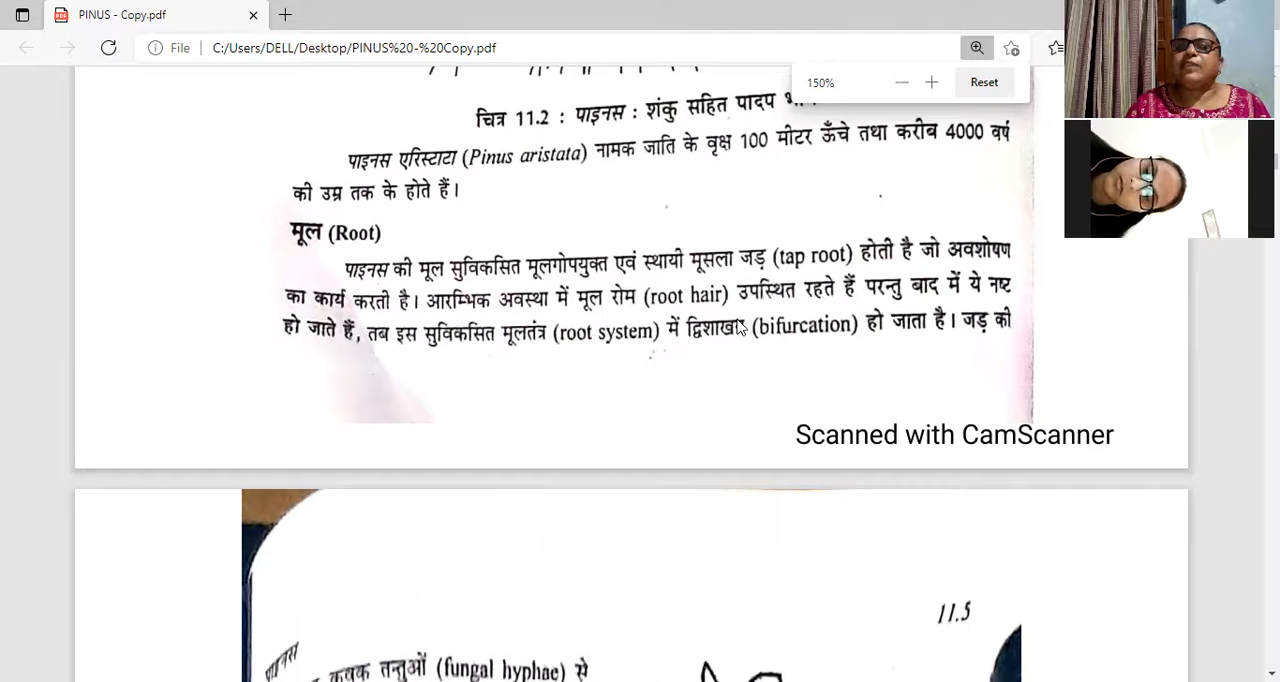 PINUS - Copy.pdf
File
C:/Users/DELL/Desktop/PINUS%20-%20Copy.pdf
150%
Reset
चित्र 11.2 : पाइनस : शंकु सहित पादप
पाइनस एरिस्टाटा (Pinus aristata) नामक जाति के वृक्ष 100 मीटर ऊँचे तथा करीब 4000 वर्ष
की उम्र तक के होते हैं।
मूल (Root)
पाइनस की मूल सुविकसित मूलगोपयुक्त एवं स्थायी मूसला जड़ (tap root) होती है जो अवशोषण
का कार्य करती है। आरम्भिक अवस्था में मूल रोम (root hair) उपस्थित रहते हैं परन्तु बाद में ये नष्ट
हो जाते हैं, तब इस सुविकसित मूलतंत्र (root system) में द्विशाखन (bifurcation) हो जाता है। जड़ की
Scanned with CamScanner
11.5
पाइनस
कवक तन्तुओं (fungal hyphae) से